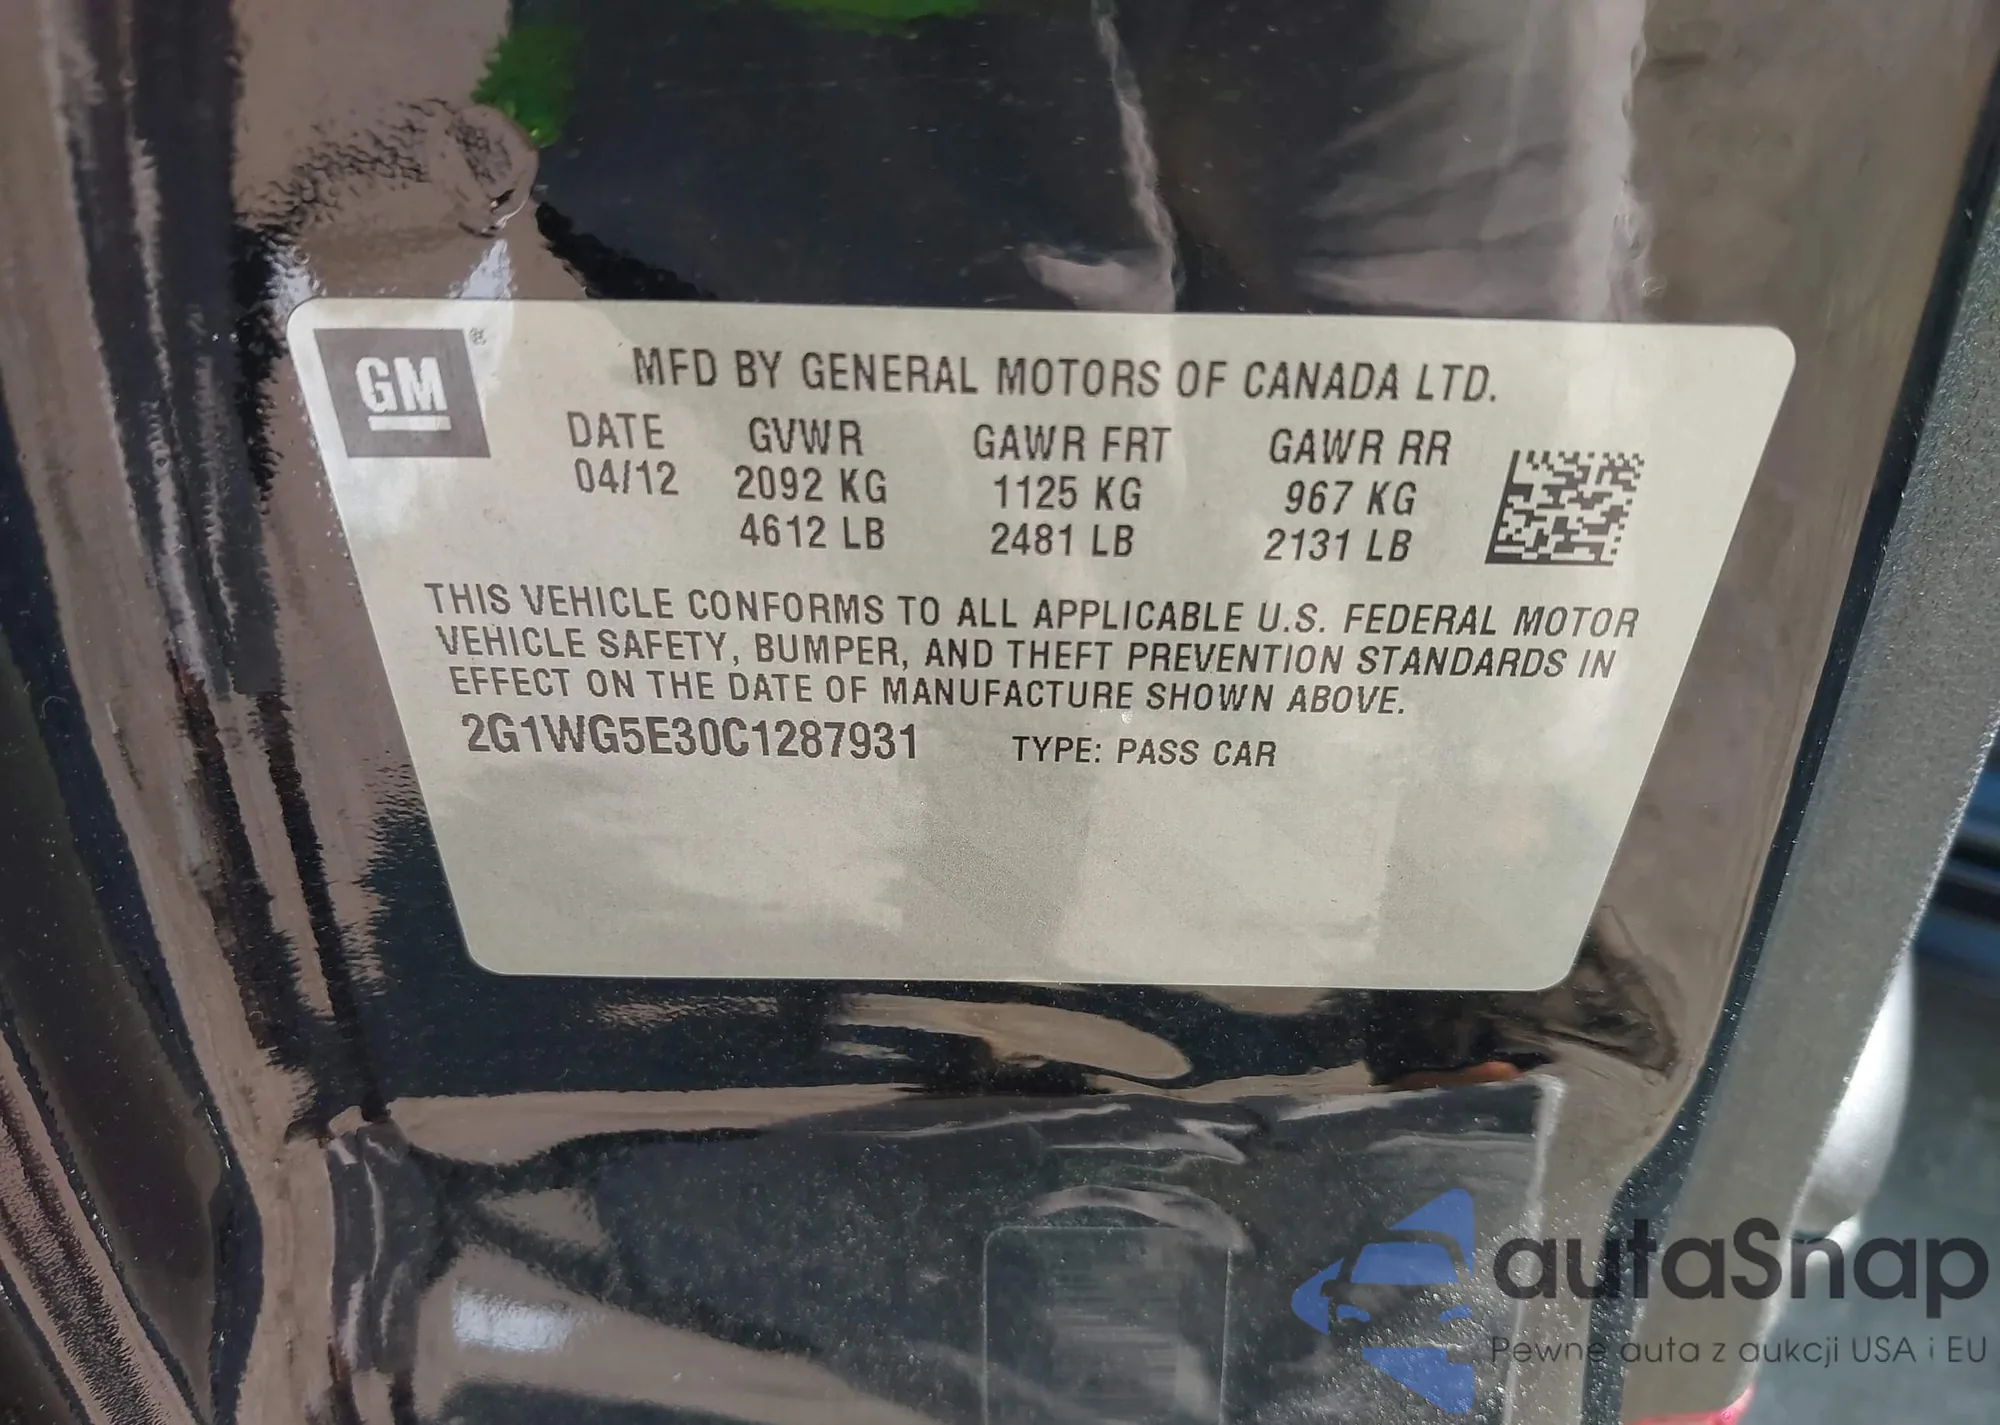 GM ®
MFD BY GENERAL MOTORS OF CANADA LTD.
DATE GVWR GAWR FRT GAWR RR
04/12 2092 KG 1125 KG 967 KG
4612 LB 2481 LB 2131 LB
THIS VEHICLE CONFORMS TO ALL APPLICABLE U.S. FEDERAL MOTOR
VEHICLE SAFETY, BUMPER, AND THEFT PREVENTION STANDARDS IN
EFFECT ON THE DATE OF MANUFACTURE SHOWN ABOVE.
2G1WG5E30C1287931 TYPE: PASS CAR
autaSnap
Pewne auta z aukcji USA i EU